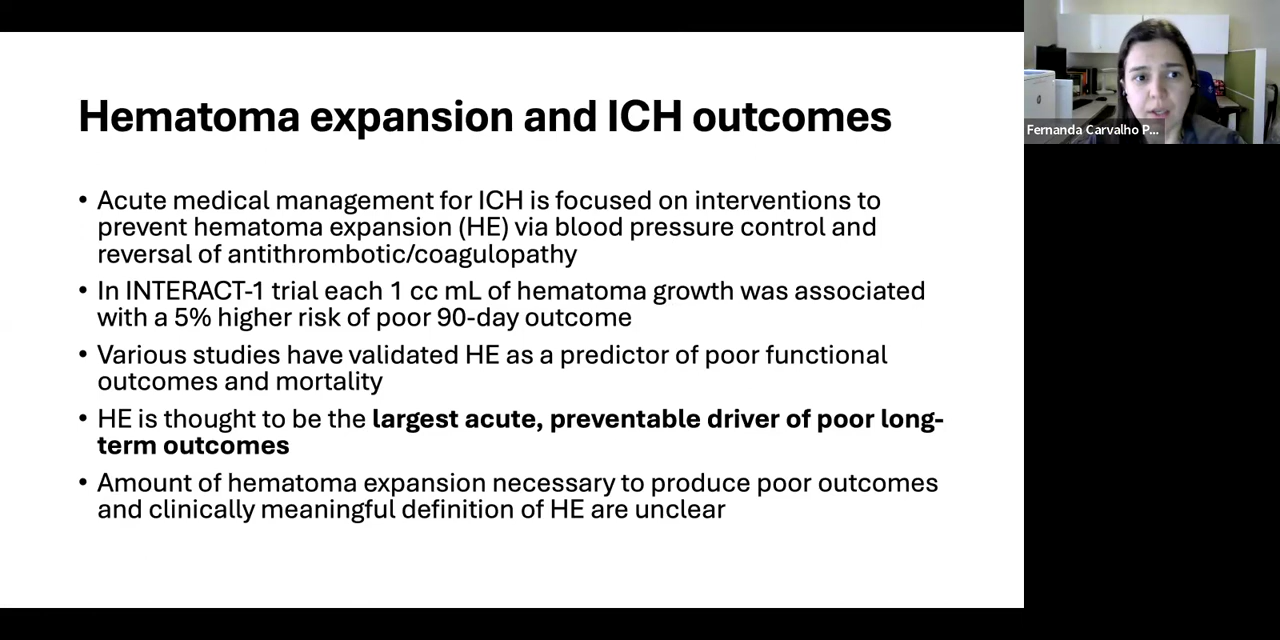 Hematoma expansion and ICH outcomes
• Acute medical management for ICH is focused on interventions to
prevent hematoma expansion (HE) via blood pressure control and
reversal of antithrombotic/coagulopathy
• In INTERACT-1 trial each 1 cc mL of hematoma growth was associated
with a 5% higher risk of poor 90-day outcome
• Various studies have validated HE as a predictor of poor functional
outcomes and mortality
• HE is thought to be the largest acute, preventable driver of poor long-
term outcomes
• Amount of hematoma expansion necessary to produce poor outcomes
and clinically meaningful definition of HE are unclear
Fernanda Carvalho P...